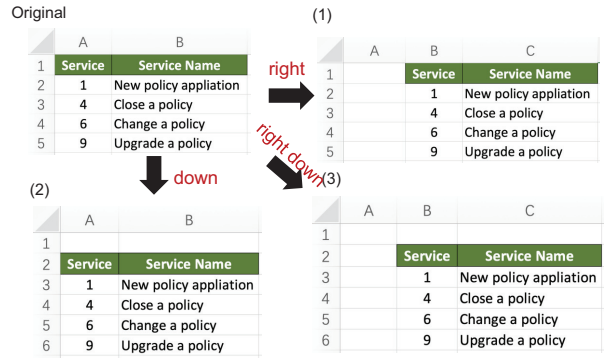 Original
A B
1 Service Service Name
2 1 New policy appliation
3 4 Close a policy
4 6 Change a policy
5 9 Upgrade a policy
right
(1)
A B C
1 Service Service Name
2 1 New policy appliation
3 4 Close a policy
4 6 Change a policy
5 9 Upgrade a policy
down
right down
(2)
A B
1
2 Service Service Name
3 1 New policy appliation
4 4 Close a policy
5 6 Change a policy
6 9 Upgrade a policy
(3)
A B C
1
2 Service Service Name
3 1 New policy appliation
4 4 Close a policy
5 6 Change a policy
6 9 Upgrade a policy